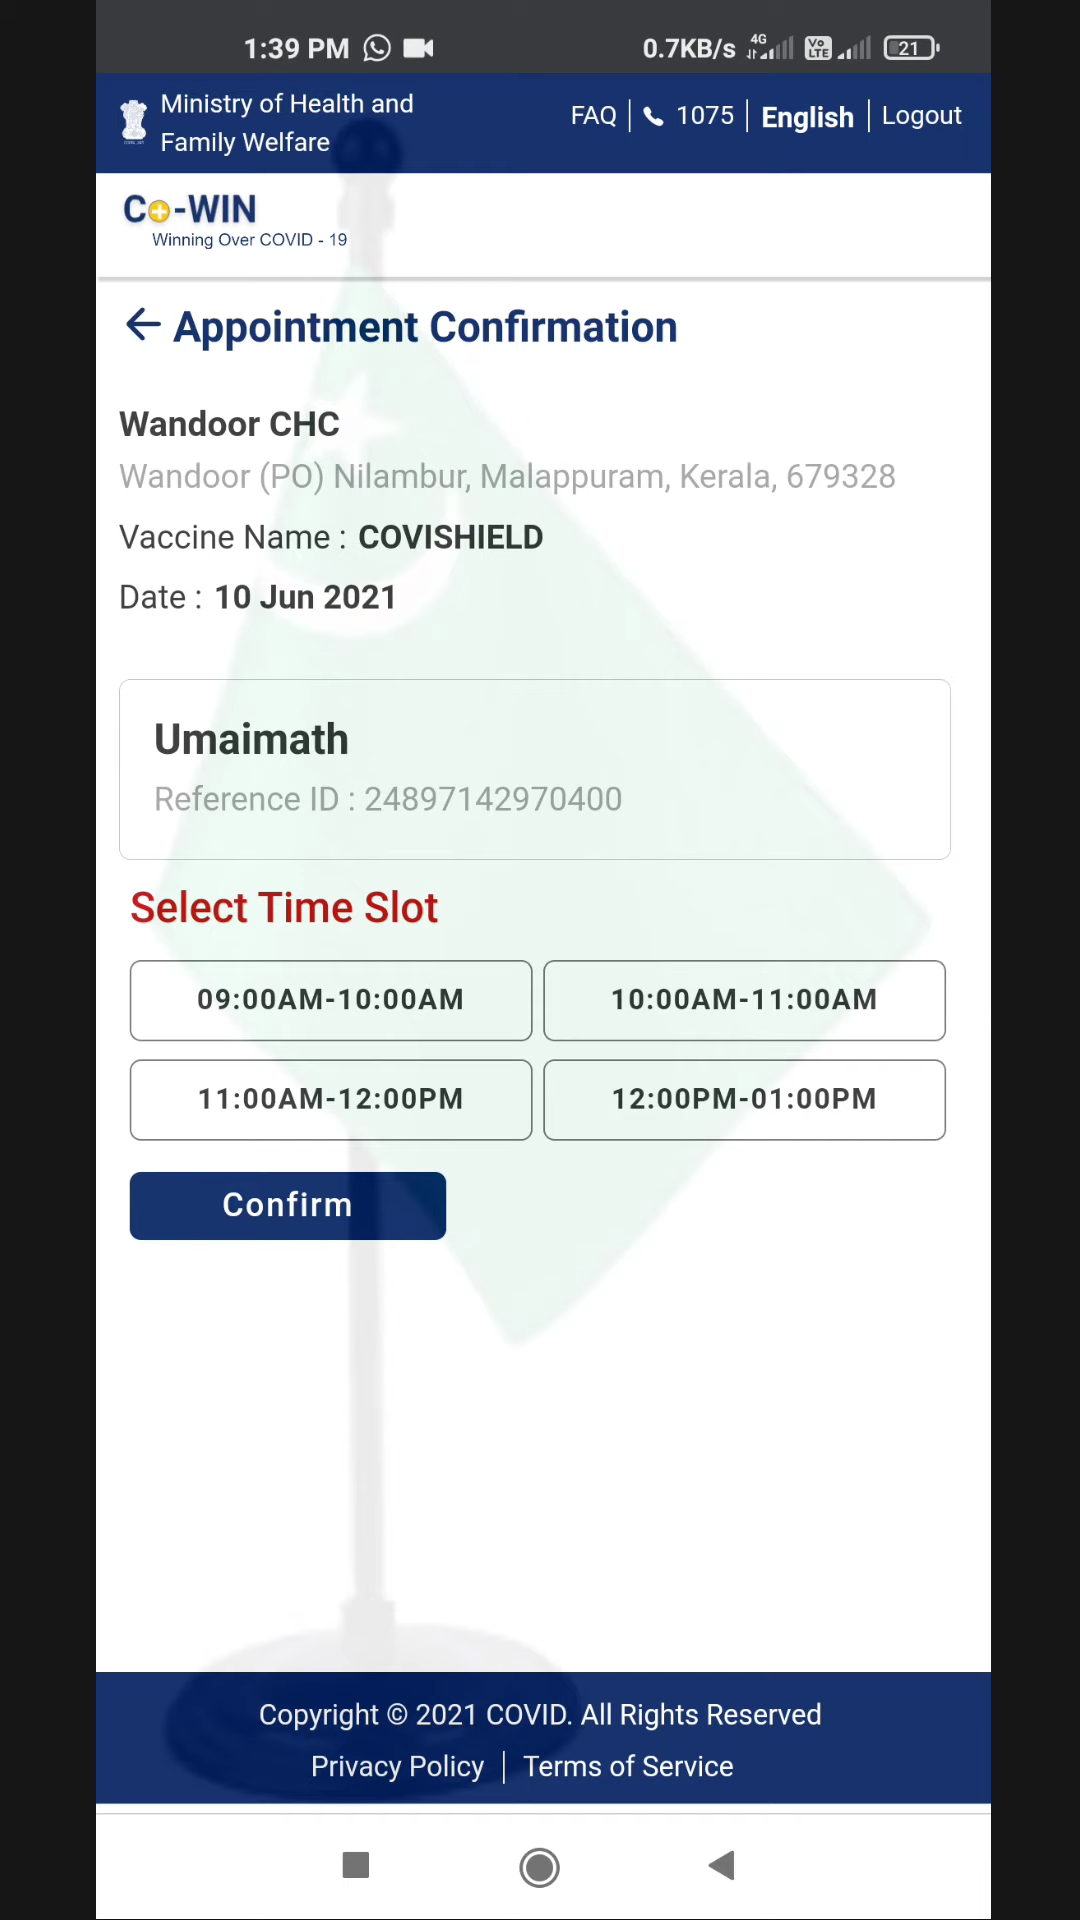 1:39 PM
0.7KB/s 4G Vo LTE 21
Ministry of Health and
Family Welfare
FAQ | 1075 | English | Logout
Co-WIN
Winning Over COVID - 19
Appointment Confirmation
Wandoor CHC
Wandoor (PO) Nilambur, Malappuram, Kerala, 679328
Vaccine Name : COVISHIELD
Date : 10 Jun 2021
Umaimath
Reference ID : 24897142970400
Select Time Slot
09:00AM-10:00AM
10:00AM-11:00AM
11:00AM-12:00PM
12:00PM-01:00PM
Confirm
Copyright © 2021 COVID. All Rights Reserved
Privacy Policy | Terms of Service